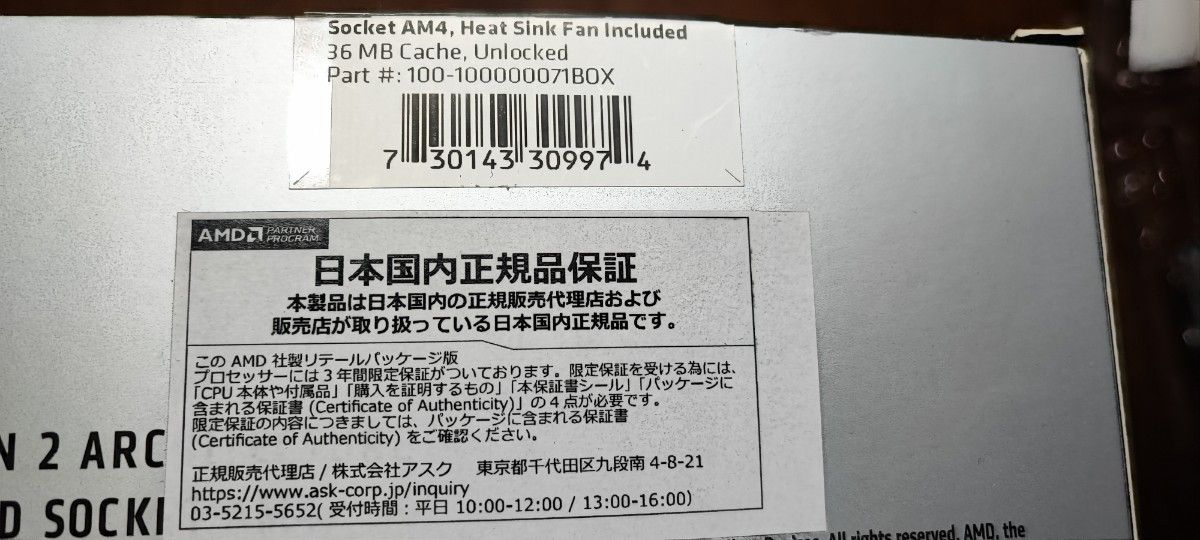 Socket AM4, Heat Sink Fan Included
36 MB Cache, Unlocked
Part #: 100-100000071BOX
7 30143 30997 4
AMD PARTNER PROGRAM
日本国内正規品保証
本製品は日本国内の正規販売代理店および
販売店が取り扱っている日本国内正規品です。
この AMD 社製リテールパッケージ版
プロセッサーには3年間限定保証がついております。限定保証を受ける為には、
「CPU 本体や付属品」「購入を証明するもの」「本保証書シール」「パッケージに
含まれる保証書 (Certificate of Authenticity)」の4点が必要です。
限定保証の内容につきましては、パッケージに含まれる保証書
(Certificate of Authenticity) をご確認ください。
正規販売代理店 / 株式会社アスク 東京都千代田区九段南 4-8-21
https://www.ask-corp.jp/inquiry
03-5215-5652( 受付時間：平日 10:00-12:00 / 13:00-16:00)
N 2 ARC
D SOCKI
All rights reserved. AMD, the